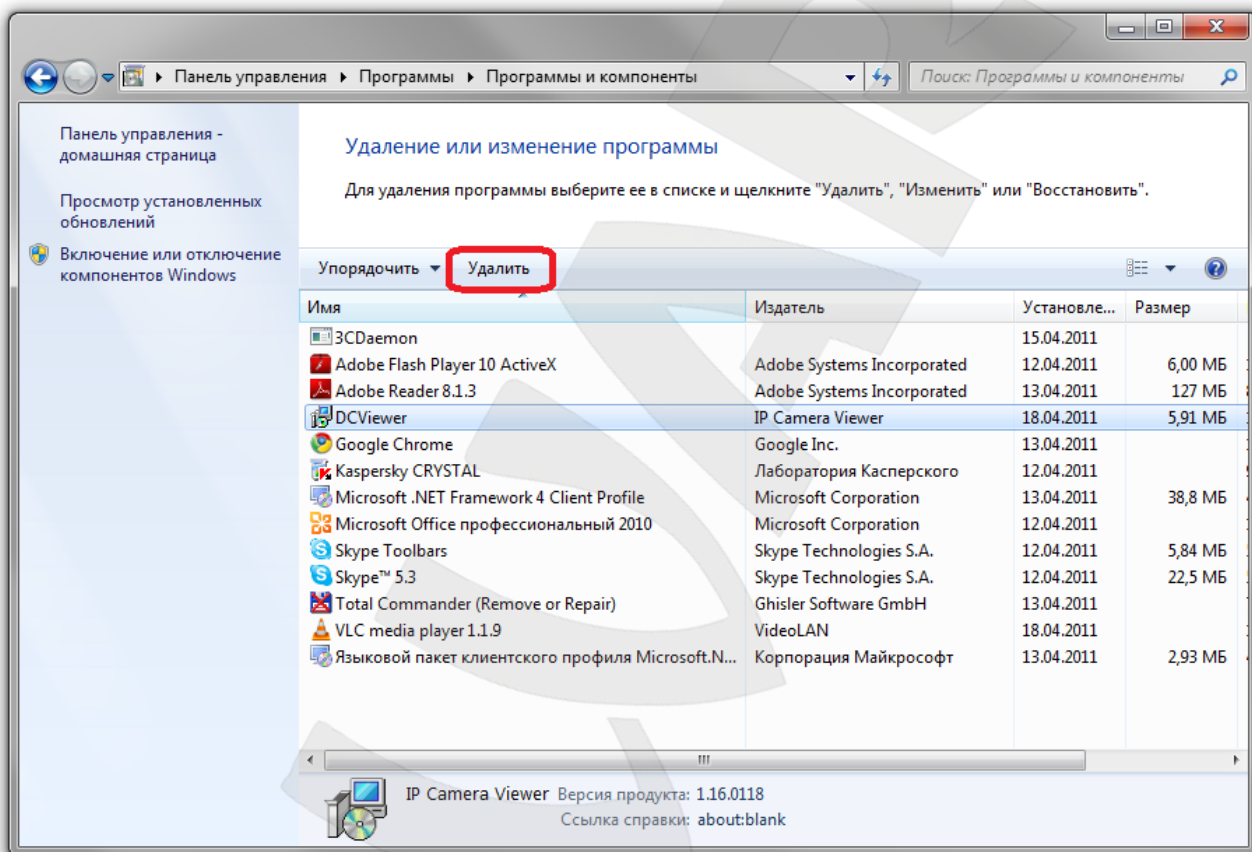 Панель управления Программы Программы и компоненты Поиск: Программы и компоненты
Панель управления -
домашняя страница
Просмотр установленных
обновлений
Включение или отключение
компонентов Windows
Удаление или изменение программы
Для удаления программы выберите ее в списке и щелкните "Удалить", "Изменить" или "Восстановить".
Упорядочить Удалить
Имя Издатель Установле... Размер
3CDaemon 15.04.2011
Adobe Flash Player 10 ActiveX Adobe Systems Incorporated 12.04.2011 6,00 МБ
Adobe Reader 8.1.3 Adobe Systems Incorporated 13.04.2011 127 МБ
DCViewer IP Camera Viewer 18.04.2011 5,91 МБ
Google Chrome Google Inc. 13.04.2011
Kaspersky CRYSTAL Лаборатория Касперского 12.04.2011
Microsoft .NET Framework 4 Client Profile Microsoft Corporation 13.04.2011 38,8 МБ
Microsoft Office профессиональный 2010 Microsoft Corporation 12.04.2011
Skype Toolbars Skype Technologies S.A. 12.04.2011 5,84 МБ
Skype™ 5.3 Skype Technologies S.A. 12.04.2011 22,5 МБ
Total Commander (Remove or Repair) Ghisler Software GmbH 13.04.2011
VLC media player 1.1.9 VideoLAN 18.04.2011
Языковой пакет клиентского профиля Microsoft.N... Корпорация Майкрософт 13.04.2011 2,93 МБ
IP Camera Viewer Версия продукта: 1.16.0118
Ссылка справки: about:blank